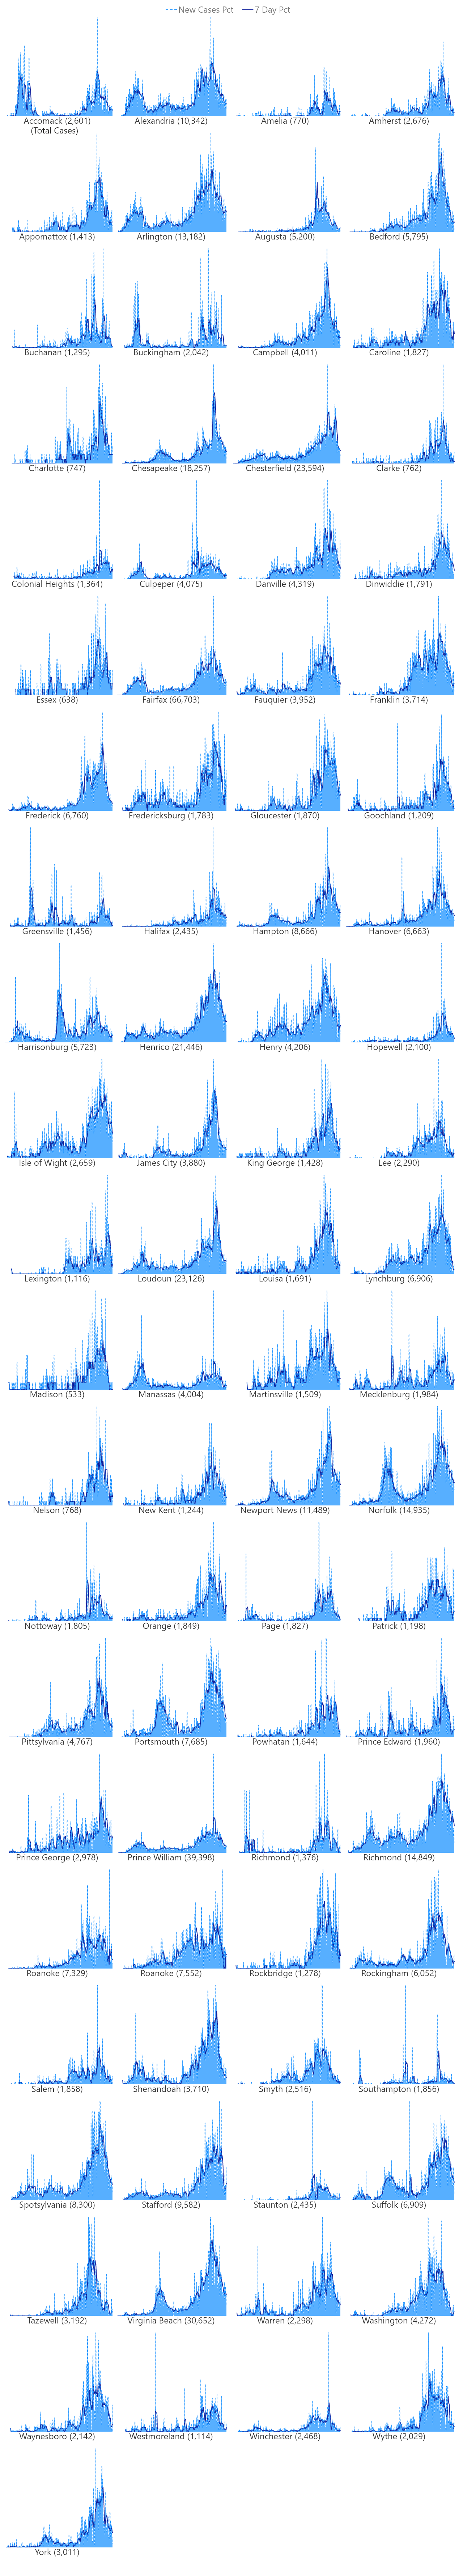 New Cases Pct 7 Day Pct
Accomack (2,601) Alexandria (10,342) Amelia (770) Amherst (2,676)
(Total Cases)
Appomattox (1,413) Arlington (13,182) Augusta (5,200) Bedford (5,795)
Buchanan (1,295) Buckingham (2,042) Campbell (4,011) Caroline (1,827)
Charlotte (747) Chesapeake (18,257) Chesterfield (23,594) Clarke (762)
Colonial Heights (1,364) Culpeper (4,075) Danville (4,319) Dinwiddie (1,791)
Essex (638) Fairfax (66,703) Fauquier (3,952) Franklin (3,714)
Frederick (6,760) Fredericksburg (1,783) Gloucester (1,870) Goochland (1,209)
Greensville (1,456) Halifax (2,435) Hampton (8,666) Hanover (6,663)
Harrisonburg (5,723) Henrico (21,446) Henry (4,206) Hopewell (2,100)
Isle of Wight (2,659) James City (3,880) King George (1,428) Lee (2,290)
Lexington (1,116) Loudoun (23,126) Louisa (1,691) Lynchburg (6,906)
Madison (533) Manassas (4,004) Martinsville (1,509) Mecklenburg (1,984)
Nelson (768) New Kent (1,244) Newport News (11,489) Norfolk (14,935)
Nottoway (1,805) Orange (1,849) Page (1,827) Patrick (1,198)
Pittsylvania (4,767) Portsmouth (7,685) Powhatan (1,644) Prince Edward (1,960)
Prince George (2,978) Prince William (39,398) Richmond (1,376) Richmond (14,849)
Roanoke (7,329) Roanoke (7,552) Rockbridge (1,278) Rockingham (6,052)
Salem (1,858) Shenandoah (3,710) Smyth (2,516) Southampton (1,856)
Spotsylvania (8,300) Stafford (9,582) Staunton (2,435) Suffolk (6,909)
Tazewell (3,192) Virginia Beach (30,652) Warren (2,298) Washington (4,272)
Waynesboro (2,142) Westmoreland (1,114) Winchester (2,468) Wythe (2,029)
York (3,011)